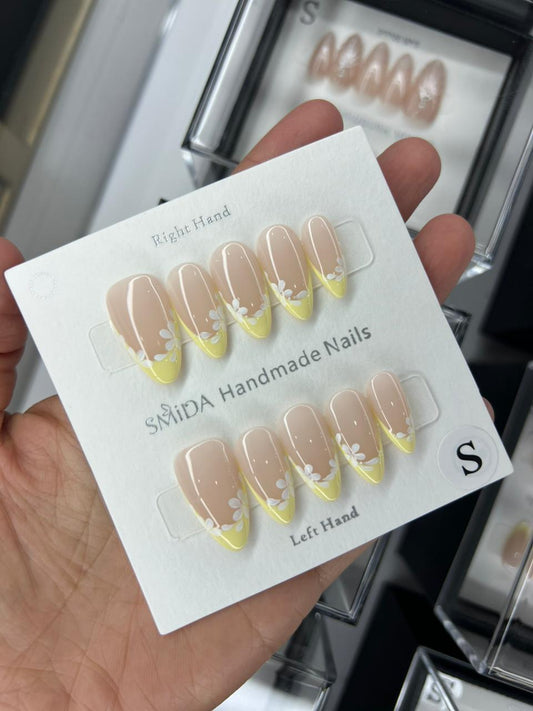 S
Right Hand
SMiDA Handmade Nails
S
Left Hand